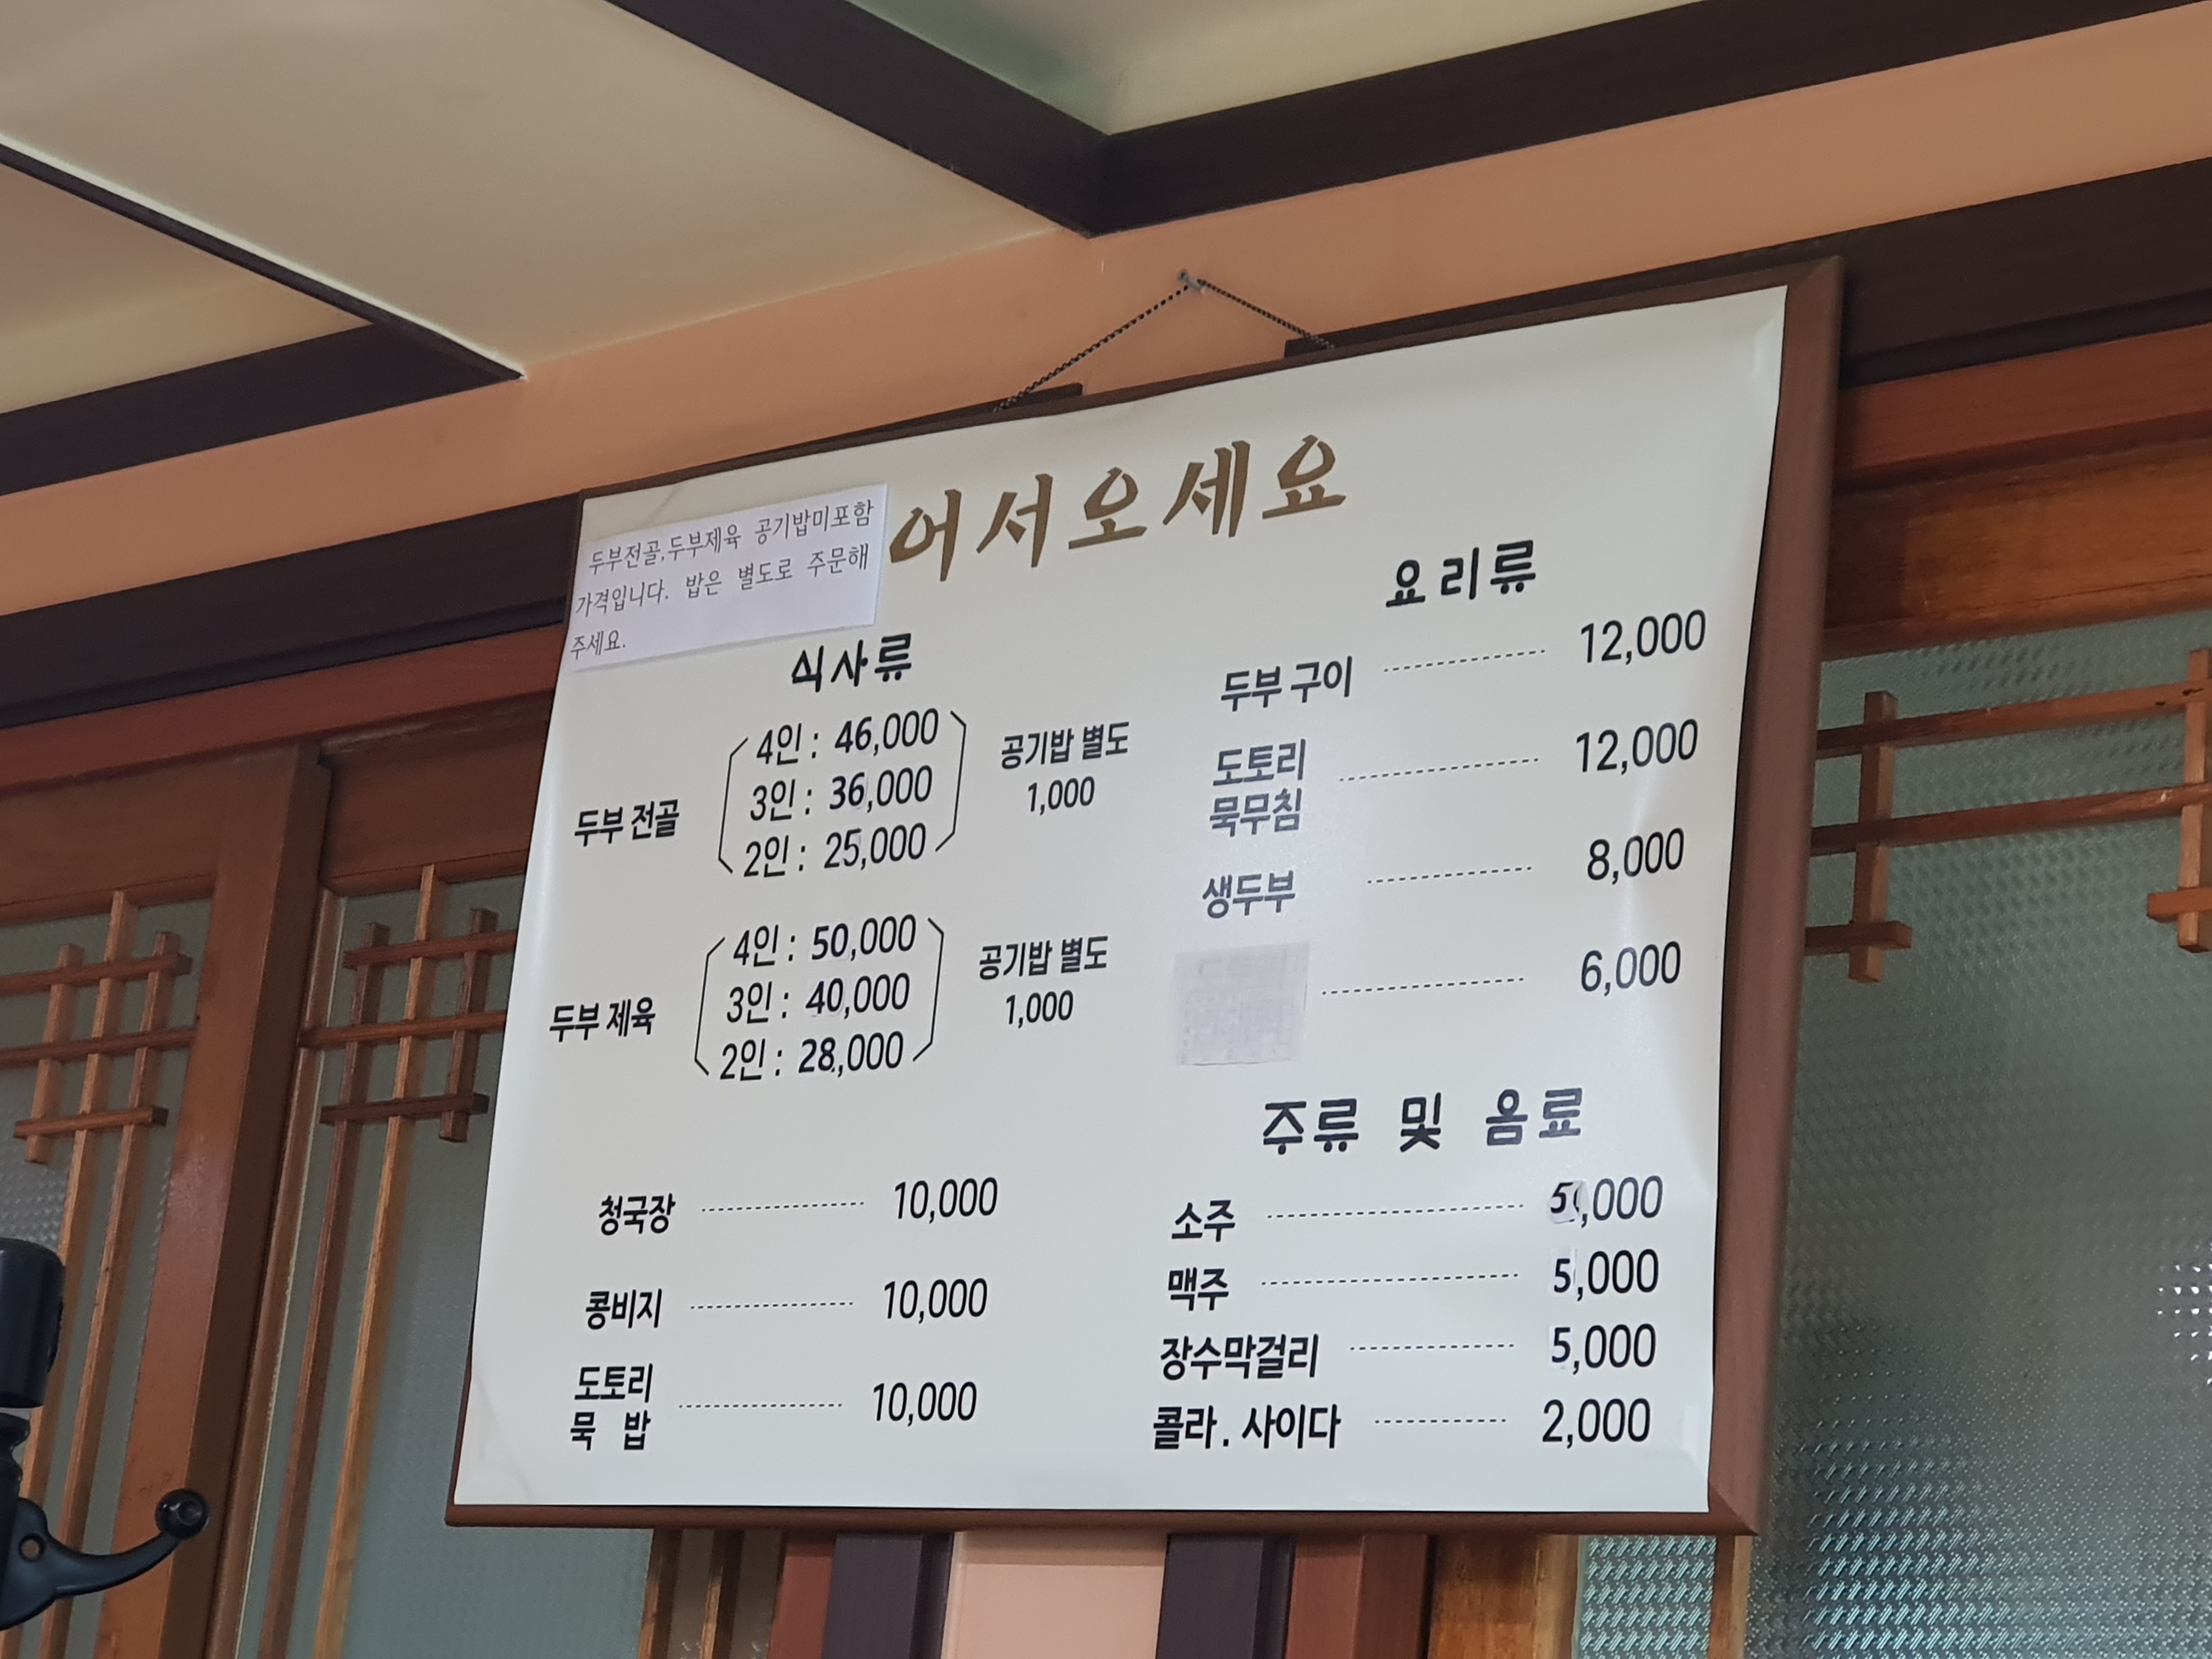 어서오세요
두부전골,두부제육 공기밥미포함
가격입니다. 밥은 별도로 주문해
주세요.
식사류
두부 전골
4인 : 46,000
3인 : 36,000
2인 : 25,000
공기밥 별도
1,000
두부 제육
4인 : 50,000
3인 : 40,000
2인 : 28,000
공기밥 별도
1,000
청국장 10,000
콩비지 10,000
도토리
묵 밥 10,000
요리류
두부 구이 12,000
도토리
묵무침 12,000
생두부 8,000
6,000
주류 및 음료
소주 5,000
맥주 5,000
장수막걸리 5,000
콜라 . 사이다 2,000